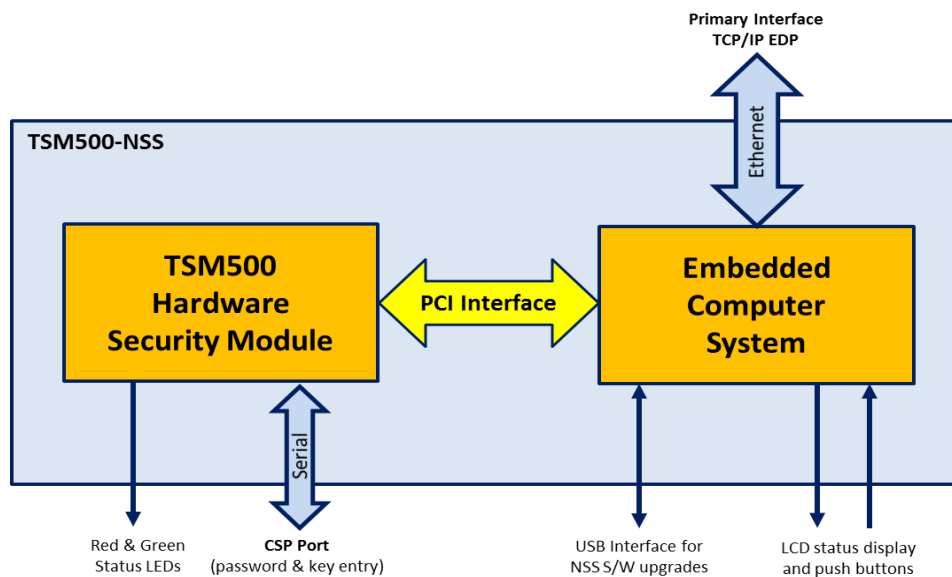 Primary Interface
TCP/IP EDP
Ethernet
TSM500-NSS
TSM500
Hardware
Security Module
PCI Interface
Embedded
Computer
System
Serial
Red & Green
Status LEDs
CSP Port
(password & key entry)
USB Interface for
NSS S/W upgrades
LCD status display
and push buttons